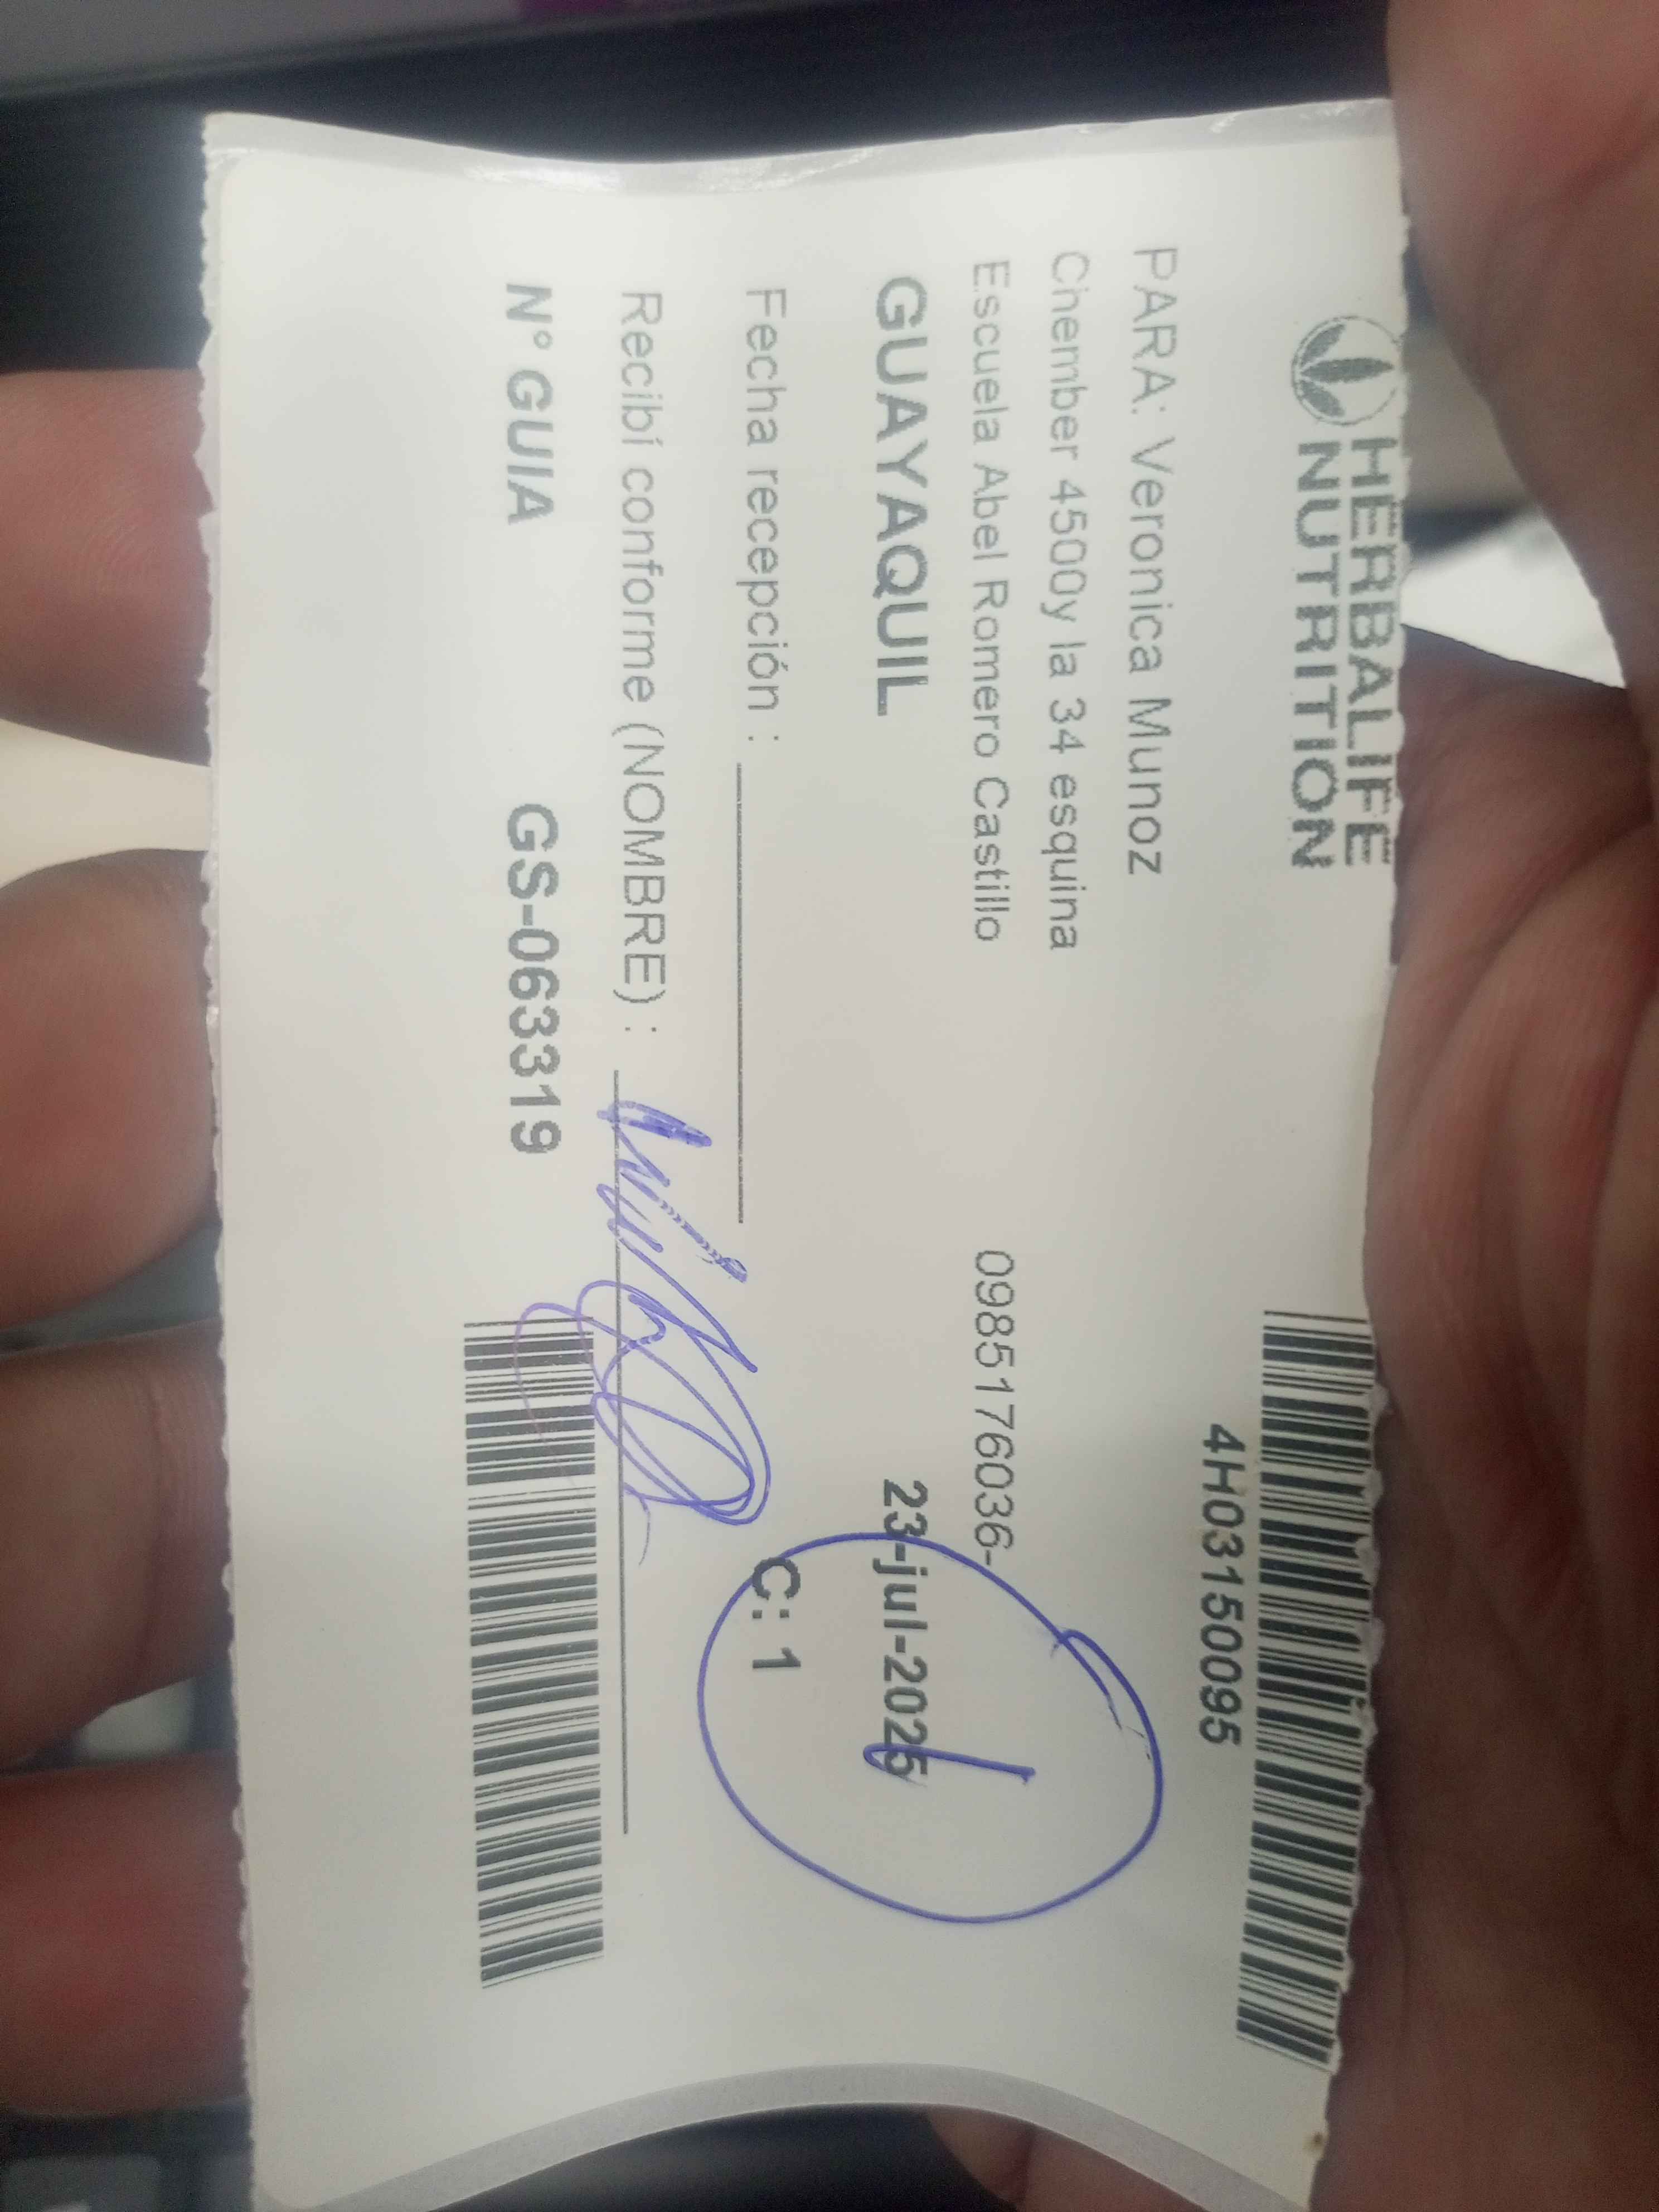 HERBALIFE
NUTRITION
4H03150095
PARA: Veronica Munoz
Chember 4500y la 34 esquina
Escuela Abel Romero Castillo 0985176036-
GUAYAQUIL 23-jul-2025
Fecha recepción :
C: 1
Recibí conforme (NOMBRE) :
N° GUIA GS-063319